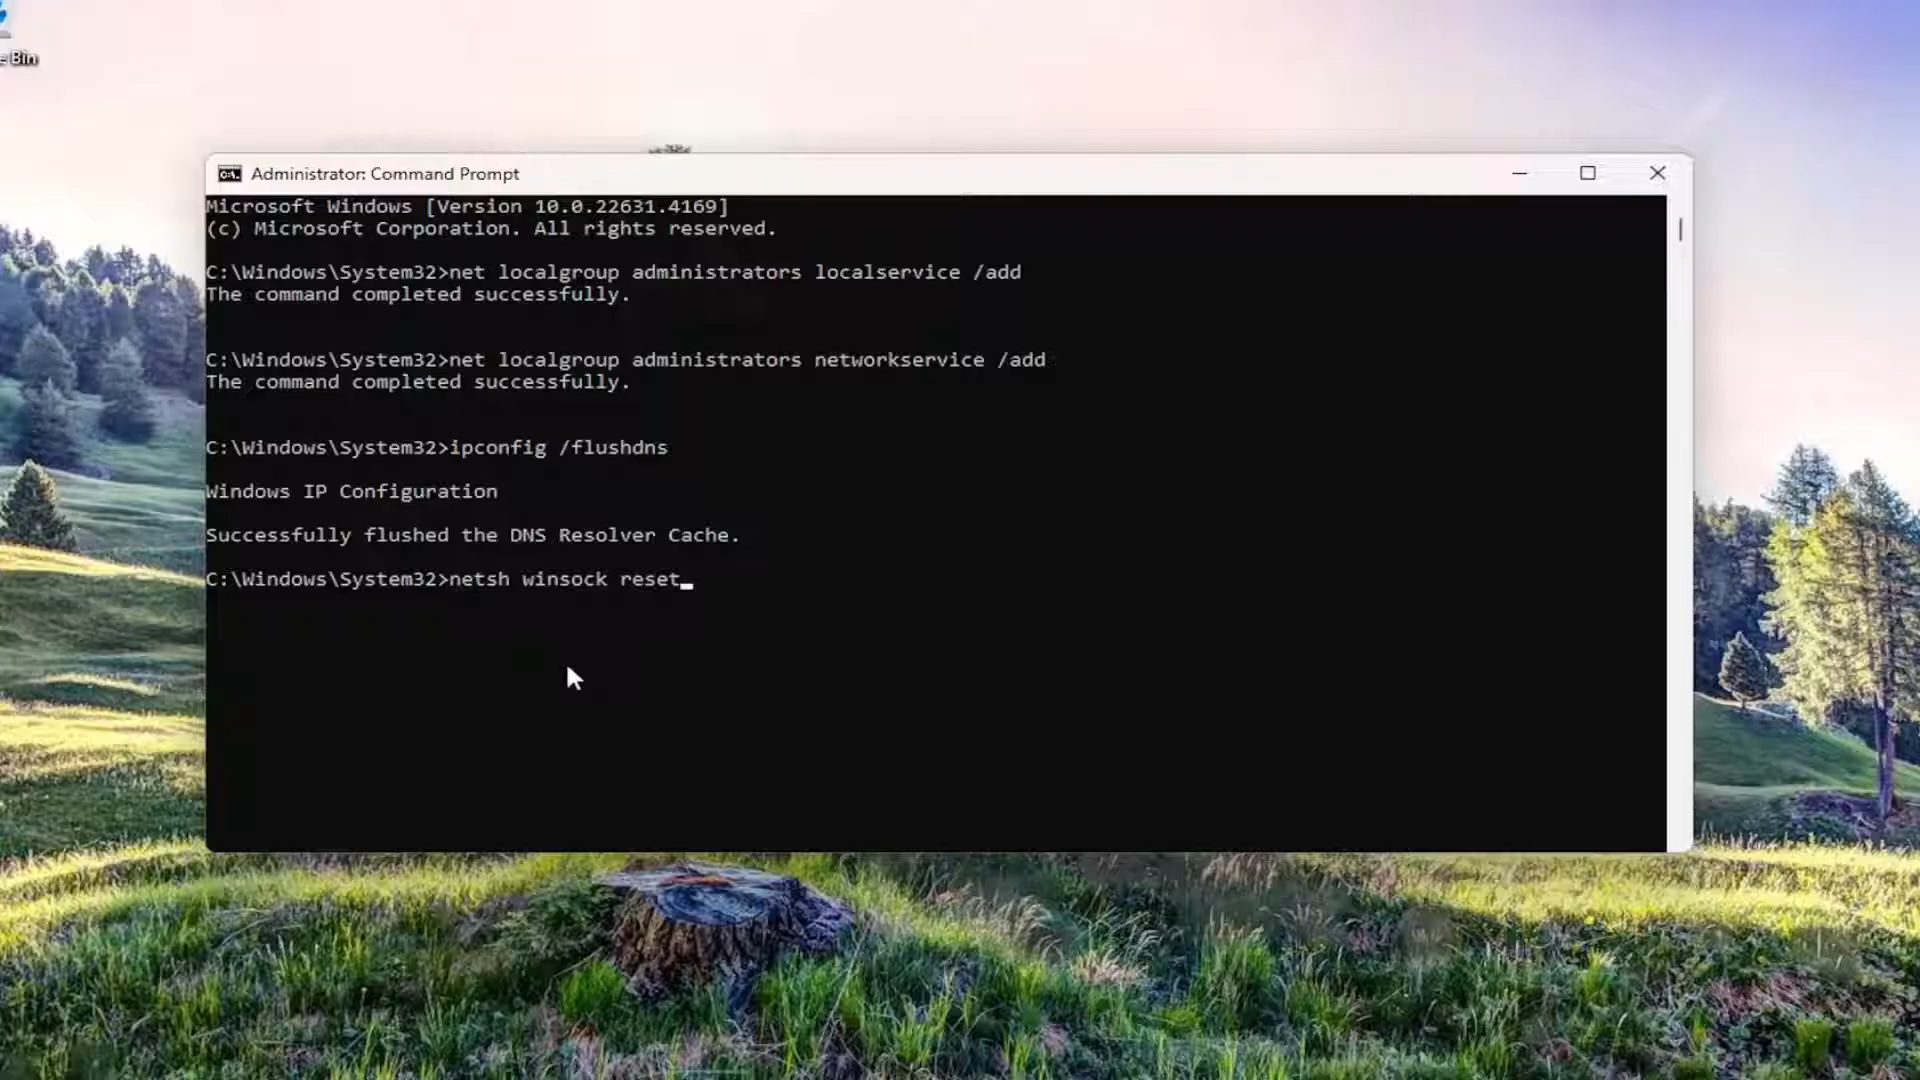 e Bin
Administrator: Command Prompt
Microsoft Windows [Version 10.0.22631.4169]
(c) Microsoft Corporation. All rights reserved.
C:\Windows\System32>net localgroup administrators localservice /add
The command completed successfully.
C:\Windows\System32>net localgroup administrators networkservice /add
The command completed successfully.
C:\Windows\System32>ipconfig /flushdns
Windows IP Configuration
Successfully flushed the DNS Resolver Cache.
C:\Windows\System32>netsh winsock reset